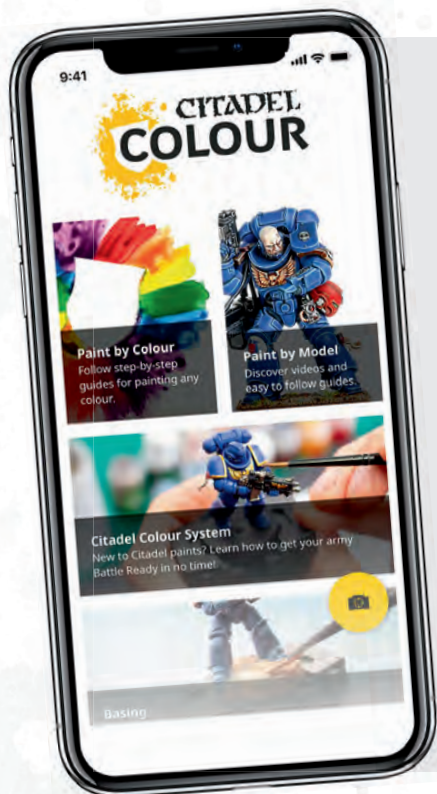 9:41
CITADEL
COLOUR
Paint by Colour
Follow step-by-step
guides for painting any
colour.
Paint by Model
Discover videos and
easy to follow guides.
Citadel Colour System
New to Citadel paints? Learn how to get your army
Battle Ready in no time!
Basing